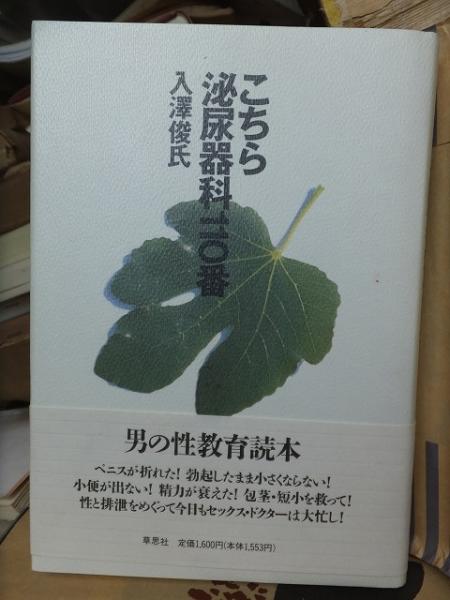 こちら
泌尿器科一一〇番
入澤俊氏
男の性教育読本
ペニスが折れた！勃起したまま小さくならない！
小便が出ない！精力が衰えた！包茎・短小を救って！
性と排泄をめぐって今日もセックス・ドクターは大忙し！
草思社 定価1,600円（本体1,553円）